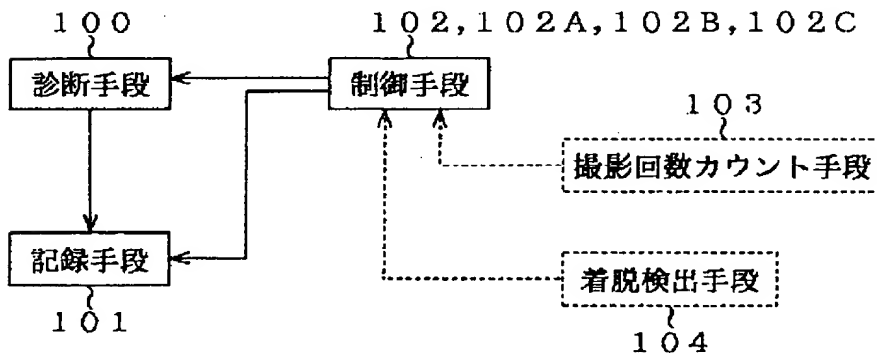 100
102,102A,102B,102C
診断手段
制御手段
103
撮影回数カウント手段
記録手段
着脱検出手段
101
104